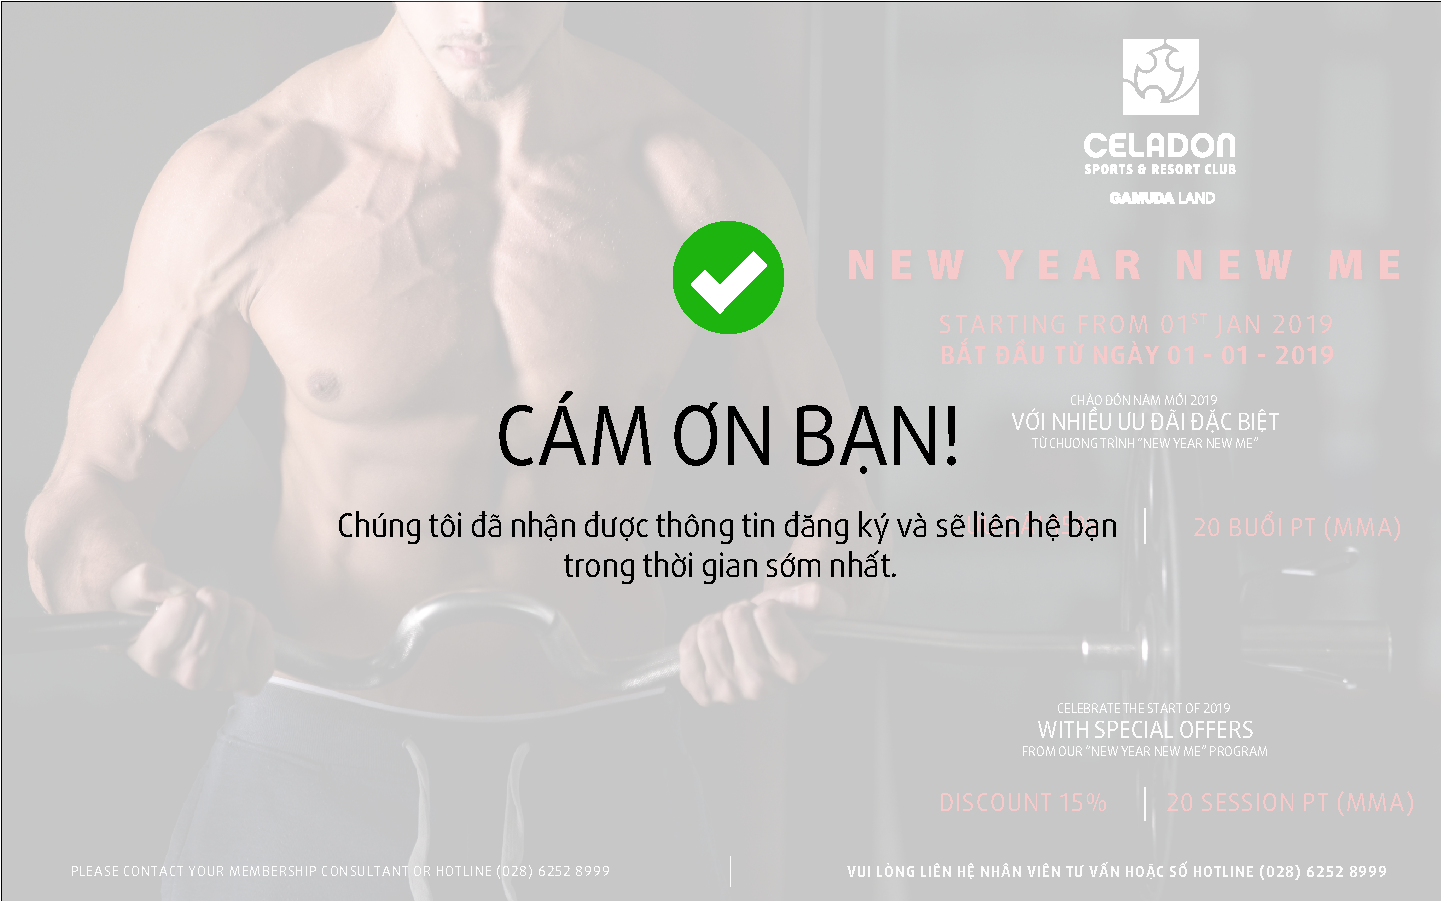 CELADON
SPORTS & RESORT CLUB
GAMUDA LAND
NEW YEAR NEW ME
STARTING FROM 01ST JAN 2019
BẮT ĐẦU TỪ NGÀY 01 - 01 - 2019
CHÀO ĐÓN NĂM MỚI 2019
VỚI NHIỀU ƯU ĐÃI ĐẶC BIỆT
TỪ CHƯƠNG TRÌNH “NEW YEAR NEW ME”
CÁM ƠN BẠN!
Chúng tôi đã nhận được thông tin đăng ký và sẽ liên hệ bạn
trong thời gian sớm nhất.
20 BUỔI PT (MMA)
CELEBRATE THE START OF 2019
WITH SPECIAL OFFERS
FROM OUR “NEW YEAR NEW ME” PROGRAM
DISCOUNT 15%
20 SESSION PT (MMA)
PLEASE CONTACT YOUR MEMBERSHIP CONSULTANT OR HOTLINE (028) 6252 8999
VUI LÒNG LIÊN HỆ NHÂN VIÊN TƯ VẤN HOẶC SỐ HOTLINE (028) 6252 8999